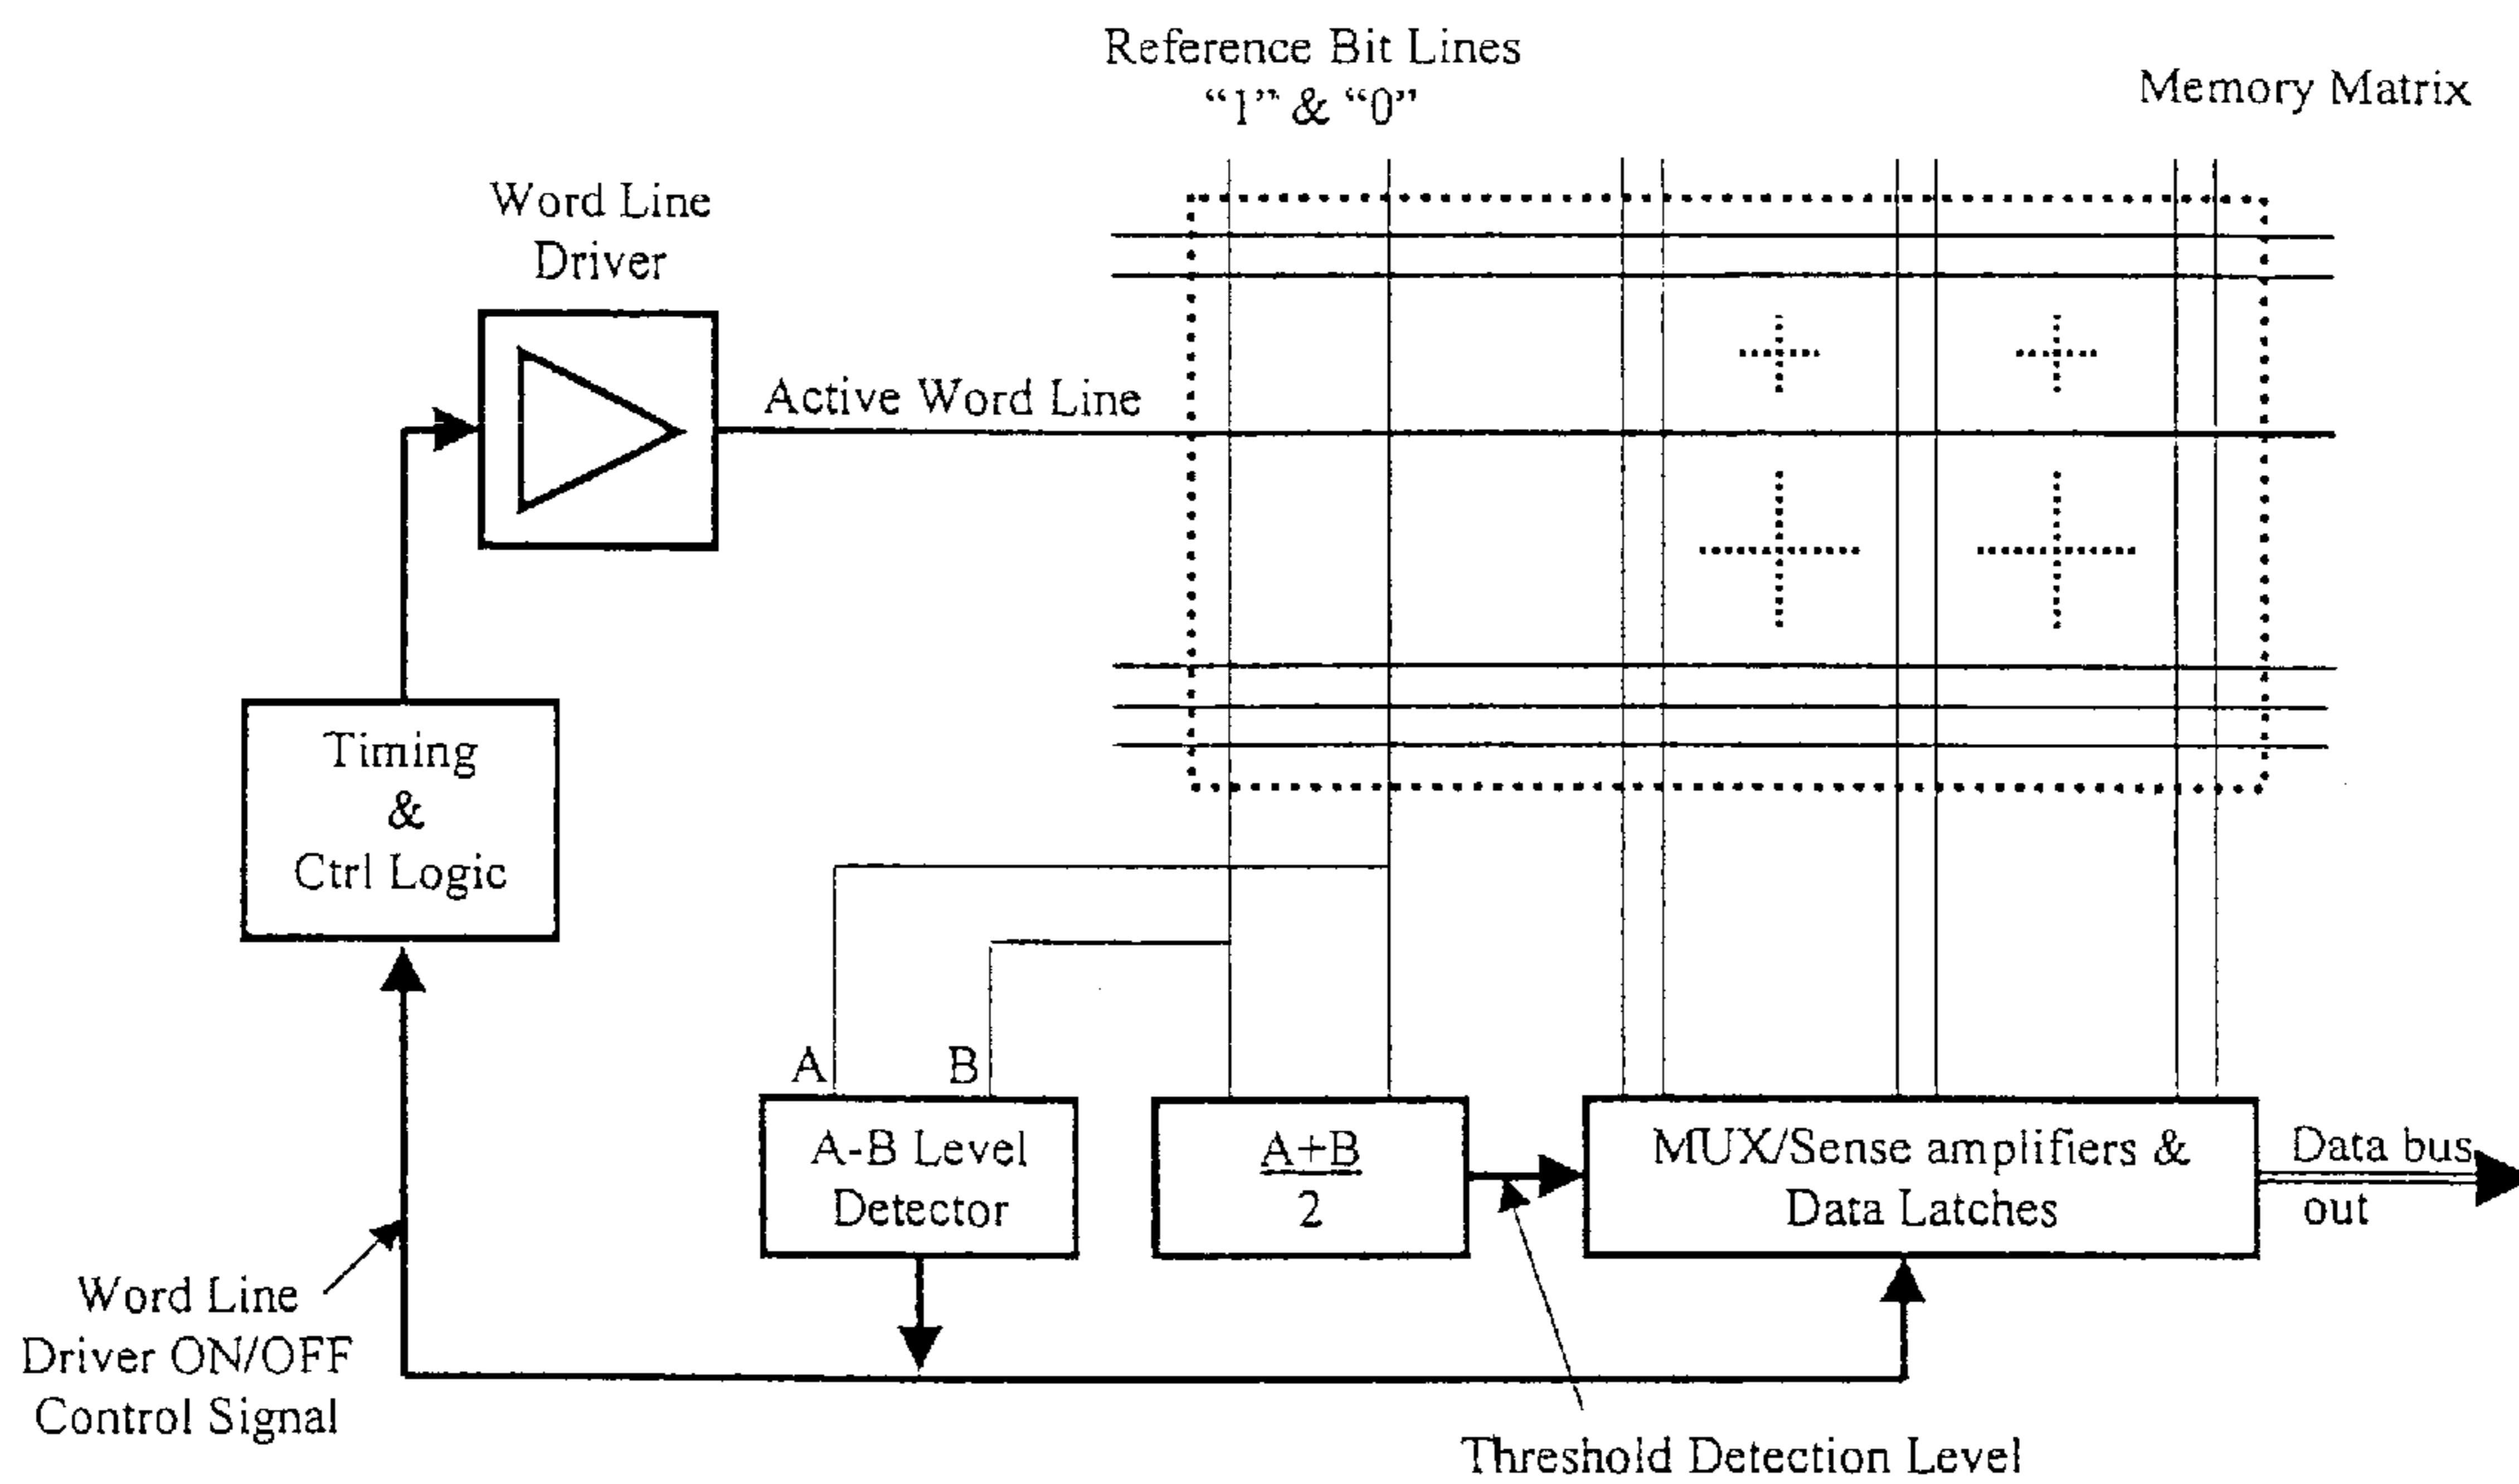 Reference Bit Lines
“1” & “0”
Memory Matrix
Word Line
Driver
Active Word Line
Timing
&
Ctrl Logic
A
B
A-B Level
Detector
A+B
2
MUX/Sense amplifiers &
Data Latches
Data bus
out
Word Line
Driver ON/OFF
Control Signal
Threshold Detection Level